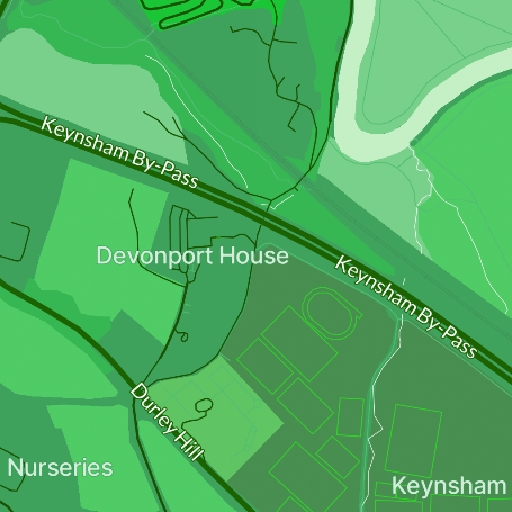 Keynsham By-Pass
Devonport House
Keynsham By-Pass
Durley Hill
Nurseries
Keynsham